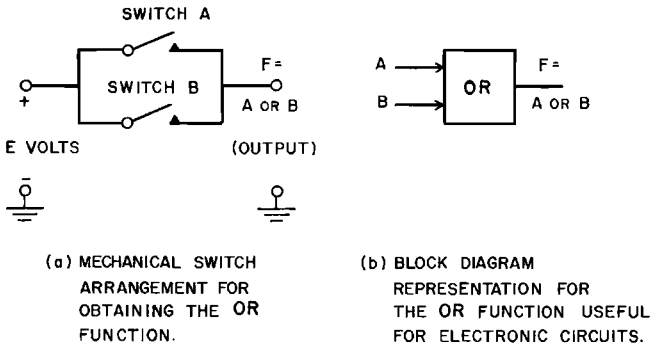 SWITCH A
F=
+
SWITCH B
A OR B
E VOLTS
(OUTPUT)
-
(a) MECHANICAL SWITCH
ARRANGEMENT FOR
OBTAINING THE OR
FUNCTION.
A
B
OR
F=
A OR B
(b) BLOCK DIAGRAM
REPRESENTATION FOR
THE OR FUNCTION USEFUL
FOR ELECTRONIC CIRCUITS.